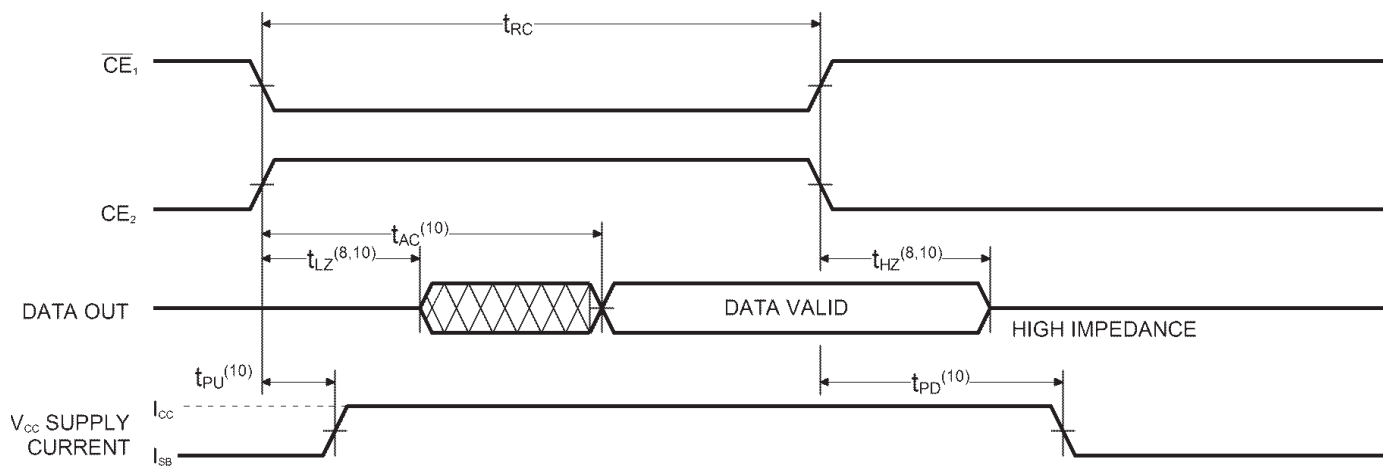 tRC
CE1
CE2
tAC(10)
tLZ(8,10)
tHZ(8,10)
DATA OUT
DATA VALID
HIGH IMPEDANCE
tPU(10)
tPD(10)
ICC
VCC SUPPLY
CURRENT
ISB